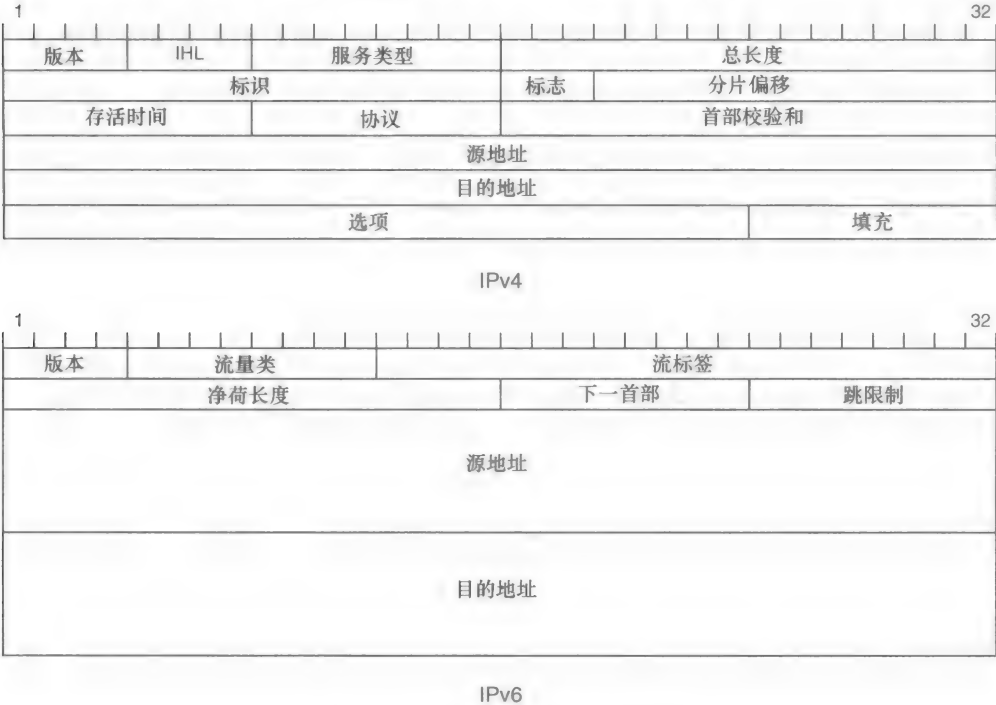 1 32
版本 IHL 服务类型 总长度
标识 标志 分片偏移
存活时间 协议 首部校验和
源地址
目的地址
选项 填充
IPv4
1 32
版本 流量类 流标签
净荷长度 下一首部 跳限制
源地址
目的地址
IPv6